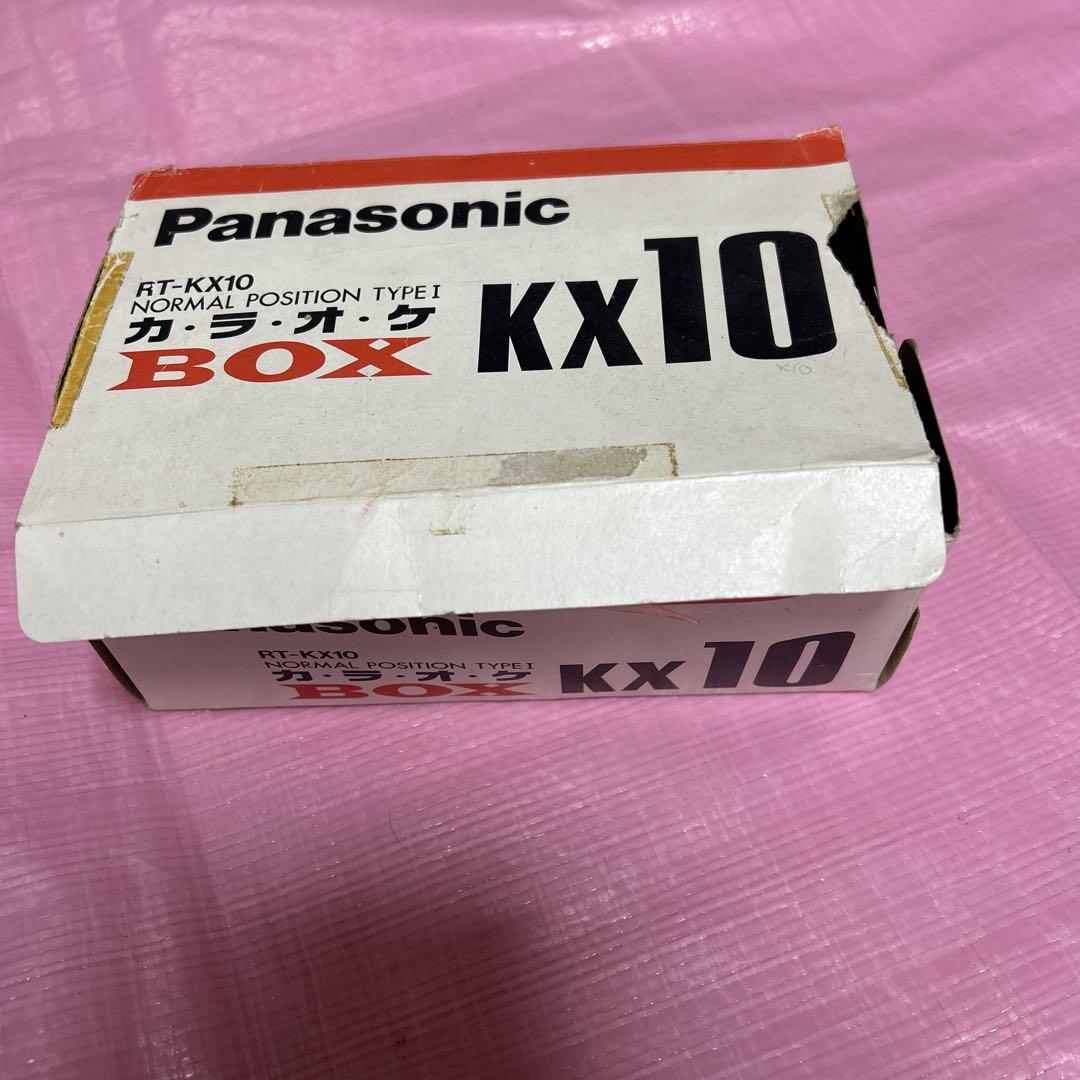 Panasonic
RT-KX10
NORMAL POSITION TYPE I
カ・ラ・オ・ケ
BOX KX10
X10
nasonic
RT-KX10
NORMAL POSITION TYPE I
カ・ラ・オ・ケ
BOX KX10